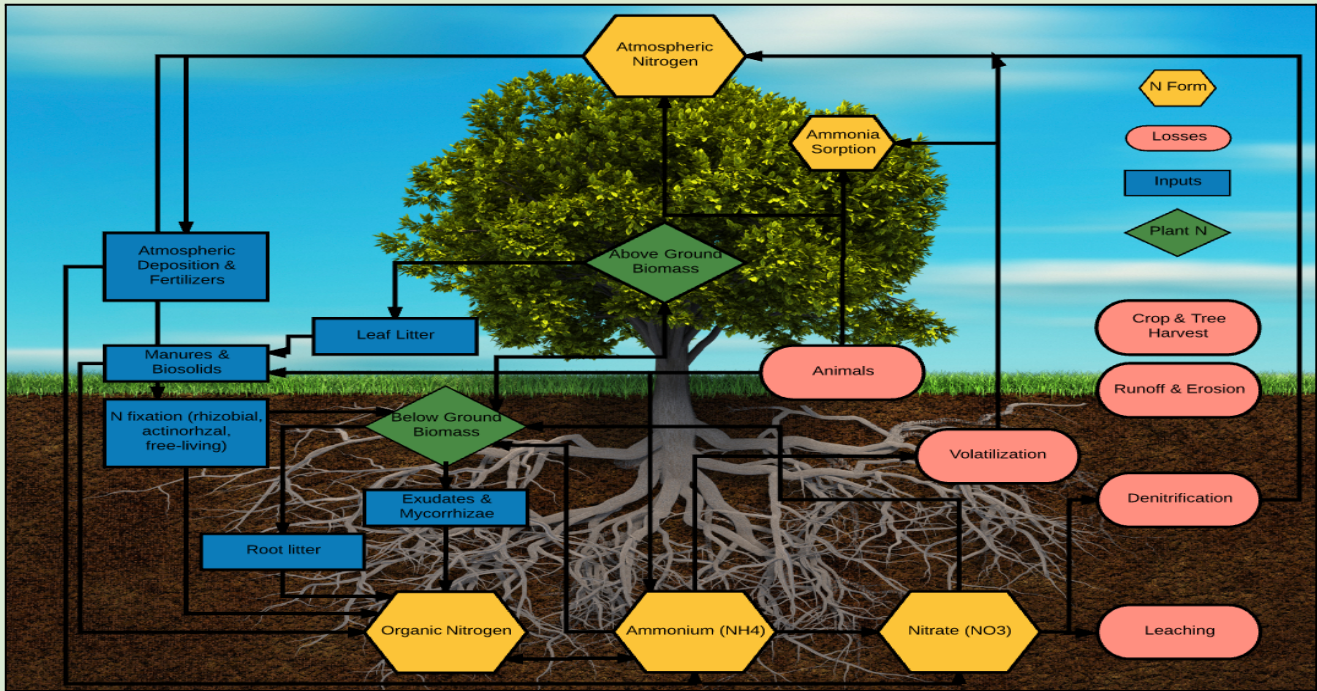 Atmospheric
Nitrogen
N Form
Ammonia
Sorption
Losses
Inputs
Plant N
Atmospheric
Deposition &
Fertilizers
Above Ground
Biomass
Leaf Litter
Crop & Tree
Harvest
Manures &
Biosolids
Animals
Runoff & Erosion
N fixation (rhizobial,
actinorhzal,
free-living)
Below Ground
Biomass
Volatilization
Exudates &
Mycorrhizae
Denitrification
Root litter
Organic Nitrogen
Ammonium (NH4)
Nitrate (NO3)
Leaching